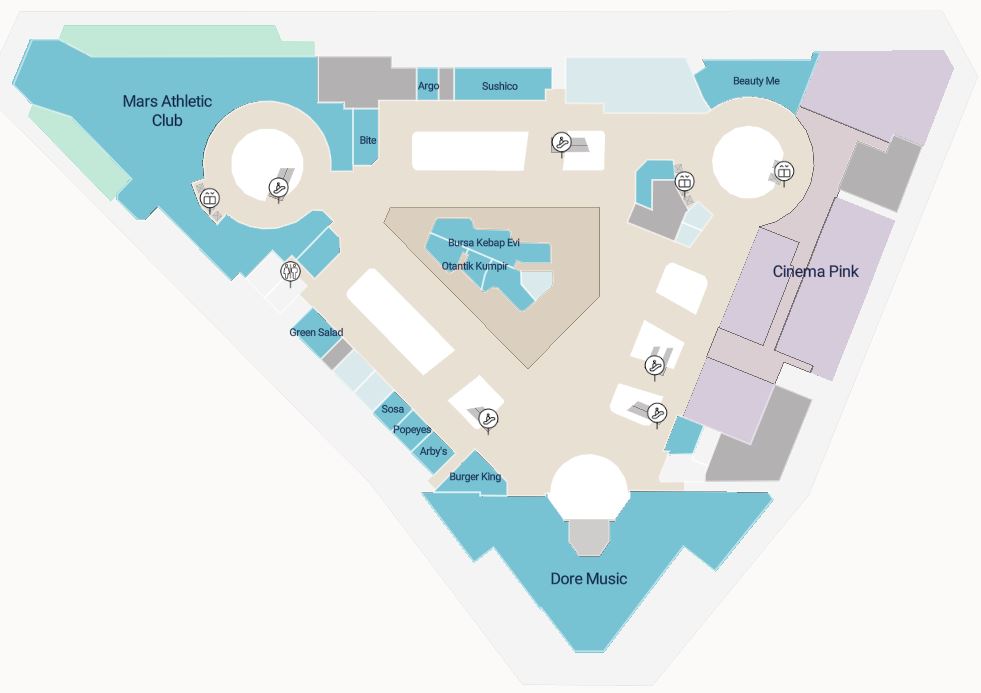 Beauty Me
Argo
Sushico
Mars Athletic
Club
Bite
Bursa Kebap Evi
Otantik Kumpir
Cinema Pink
Green Salad
Sosa
Popeyes
Arby's
Burger King
Dore Music